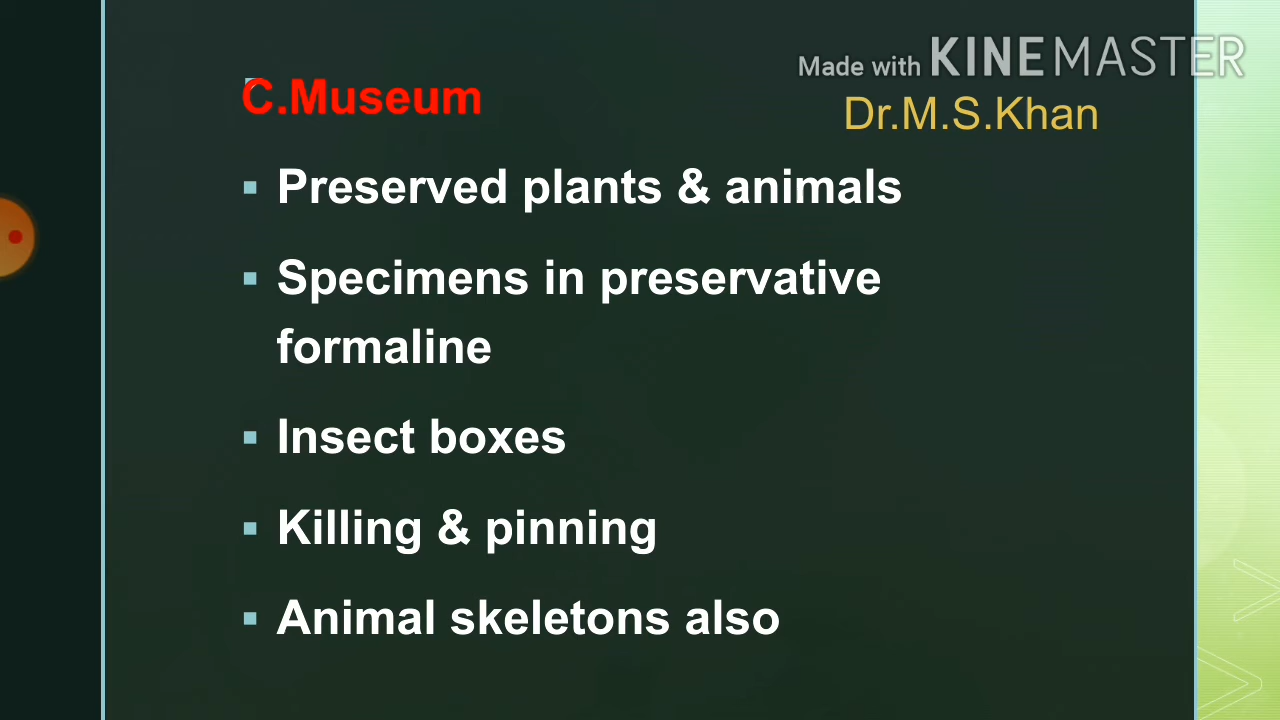 Made with KINEMASTER
C.Museum
Dr.M.S.Khan
▪ Preserved plants & animals
▪ Specimens in preservative
formaline
▪ Insect boxes
▪ Killing & pinning
▪ Animal skeletons also